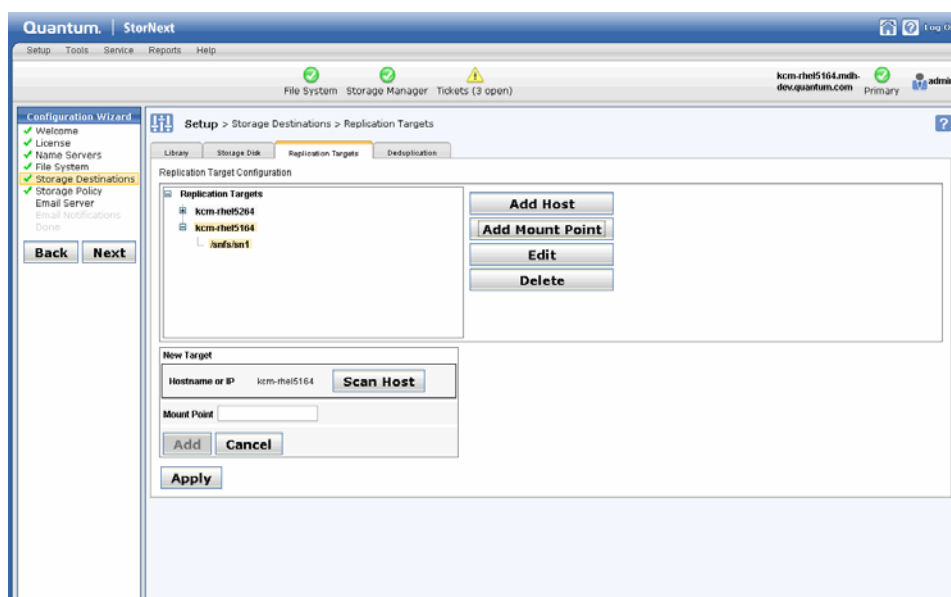 Quantum. | StorNext
Log O
Setup Tools Service Reports Help
File System Storage Manager Tickets (3 open)
kcm-rhel5164.mdh-
dev.quantum.com
Primary
admin
Configuration Wizard
Welcome
License
Name Servers
File System
Storage Destinations
Storage Policy
Email Server
Email Notifications
Done
Back Next
Setup > Storage Destinations > Replication Targets
Library Storage Disk Replication Targets Deduplication
Replication Target Configuration
Replication Targets
kcm-rhel5264
kcm-rhel5164
/snfs/sn1
Add Host
Add Mount Point
Edit
Delete
New Target
Hostname or IP kcm-rhel5164 Scan Host
Mount Point
Add Cancel
Apply